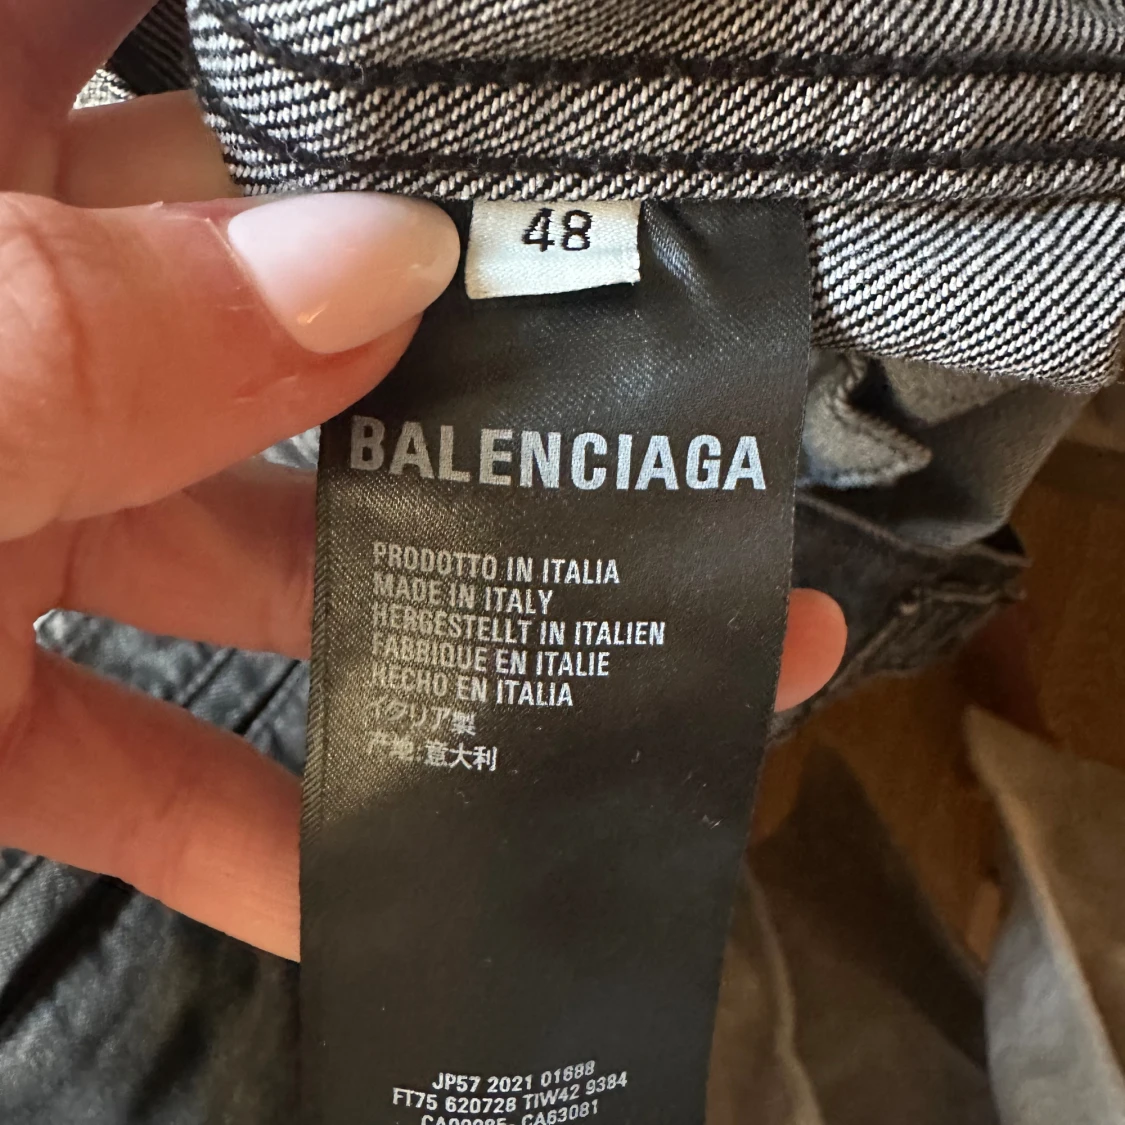 48
BALENCIAGA
PRODOTTO IN ITALIA
MADE IN ITALY
HERGESTELLT IN ITALIEN
FABRIQUE EN ITALIE
HECHO EN ITALIA
イタリア製
产地:意大利
JP57 2021 01688
FT75 620728 TIW42 9384
CA63081